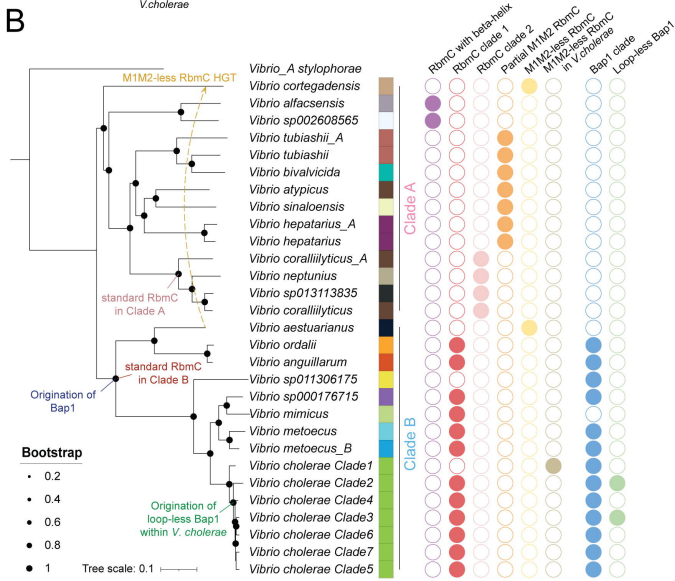 V.cholerae
B
RbmC with beta-helix
RbmC clade 1
RbmC clade 2
Partial M1M2 RbmC
M1M2-less RbmC
M1M2-less RbmC
in V.cholerae
Bap1 clade
Loop-less Bap1
Vibrio_A stylophorae
M1M2-less RbmC HGT
Vibrio cortegadensis
Vibrio alfacsensis
Vibrio sp002608565
Vibrio tubiashii_A
Vibrio tubiashii
Vibrio bivalvicida
Vibrio atypicus
Vibrio sinaloensis
Vibrio hepatarius_A
Vibrio hepatarius
Vibrio coralliilyticus_A
Vibrio neptunius
Vibrio sp013113835
Vibrio coralliilyticus
Vibrio aestuarianus
Vibrio ordalii
Vibrio anguillarum
Vibrio sp011306175
Vibrio sp000176715
Vibrio mimicus
Vibrio metoecus
Vibrio metoecus_B
Vibrio cholerae Clade1
Vibrio cholerae Clade2
Vibrio cholerae Clade4
Vibrio cholerae Clade3
Vibrio cholerae Clade6
Vibrio cholerae Clade7
Vibrio cholerae Clade5
Clade A
Clade B
standard RbmC
in Clade A
standard RbmC
in Clade B
Origination of
Bap1
Origination of
loop-less Bap1
within V. cholerae
Bootstrap
0.2
0.4
0.6
0.8
1
Tree scale: 0.1